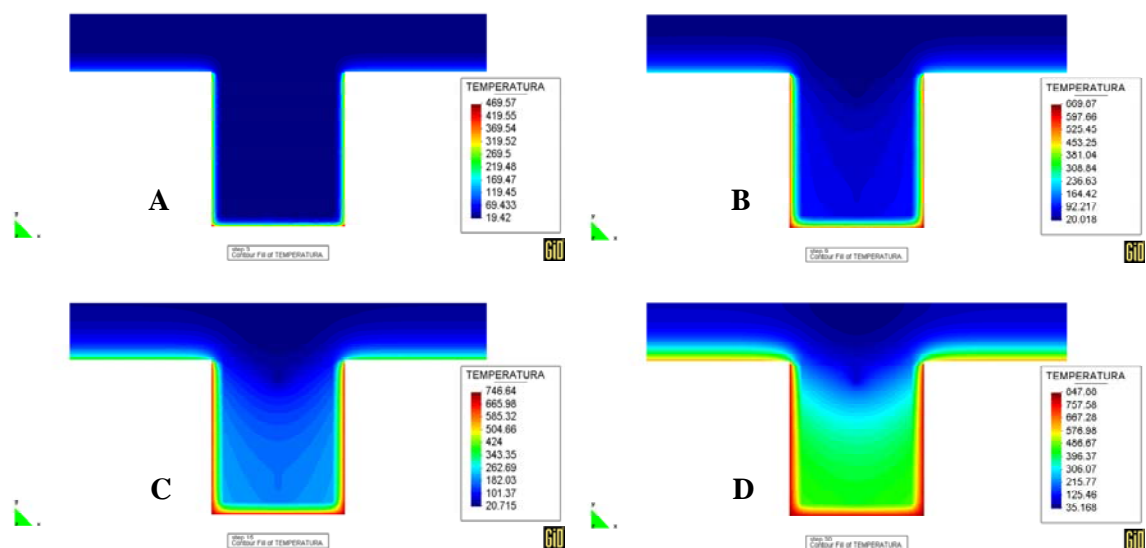 TEMPERATURA
469.57
419.55
369.54
319.52
269.5
219.48
169.47
119.45
69.433
19.42
A
y
x
step
Contour Fill of TEMPERATURA.
GiD
TEMPERATURA
669.87
597.66
525.45
453.25
381.04
308.84
236.63
164.42
92.217
20.018
B
y
x
step
Contour Fill of TEMPERATURA.
GiD
TEMPERATURA
746.64
665.98
585.32
504.66
424
343.35
262.69
182.03
101.37
20.715
C
y
x
step
Contour Fill of TEMPERATURA.
GiD
TEMPERATURA
847.88
757.58
667.28
576.98
486.67
396.37
306.07
215.77
125.46
35.168
D
y
x
step
Contour Fill of TEMPERATURA.
GiD